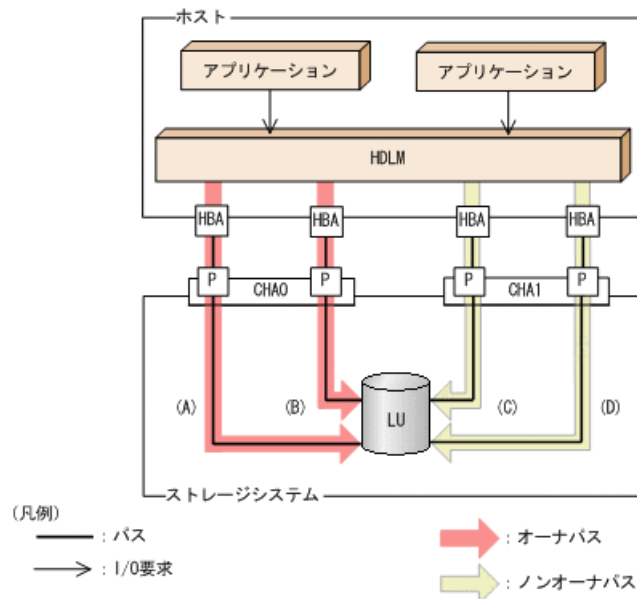 ホスト
アプリケーション
アプリケーション
HDLM
HBA
HBA
HBA
HBA
P
P
P
P
CHA0
CHA1
(A)
(B)
LU
(C)
(D)
ストレージシステム
(凡例)
：パス
：I/O要求
：オーナパス
：ノンオーナパス